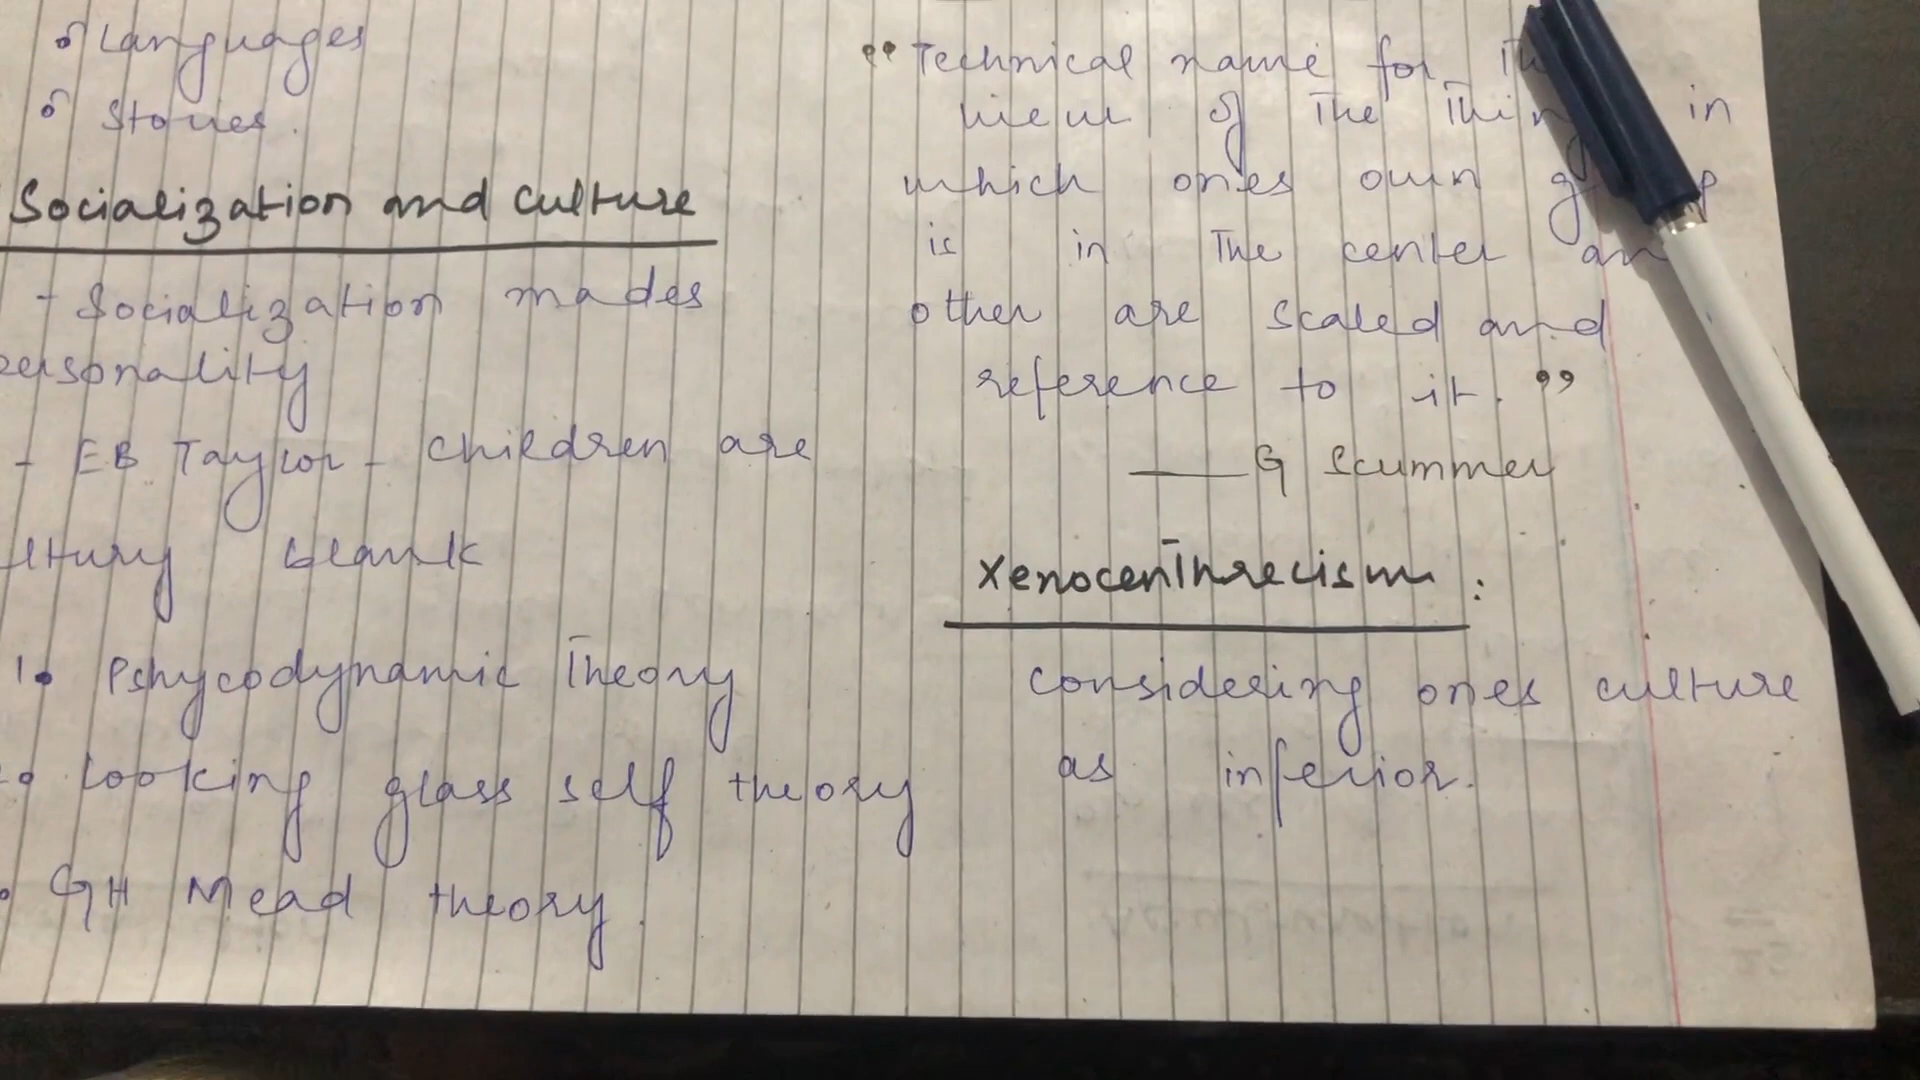 Languages
Stories.
Socialization and culture
- Socialization mades
personality
- EB Taylor - children are
blank
1. Pshycodynamic Theory
looking glass self theory
GH Mead theory.
"Technical name for
view of The Thing in
which ones own
is in The center
other are scaled and
reference to it."
— G Scummer
Xenocenthrecism :
considering ones culture
as inferior.